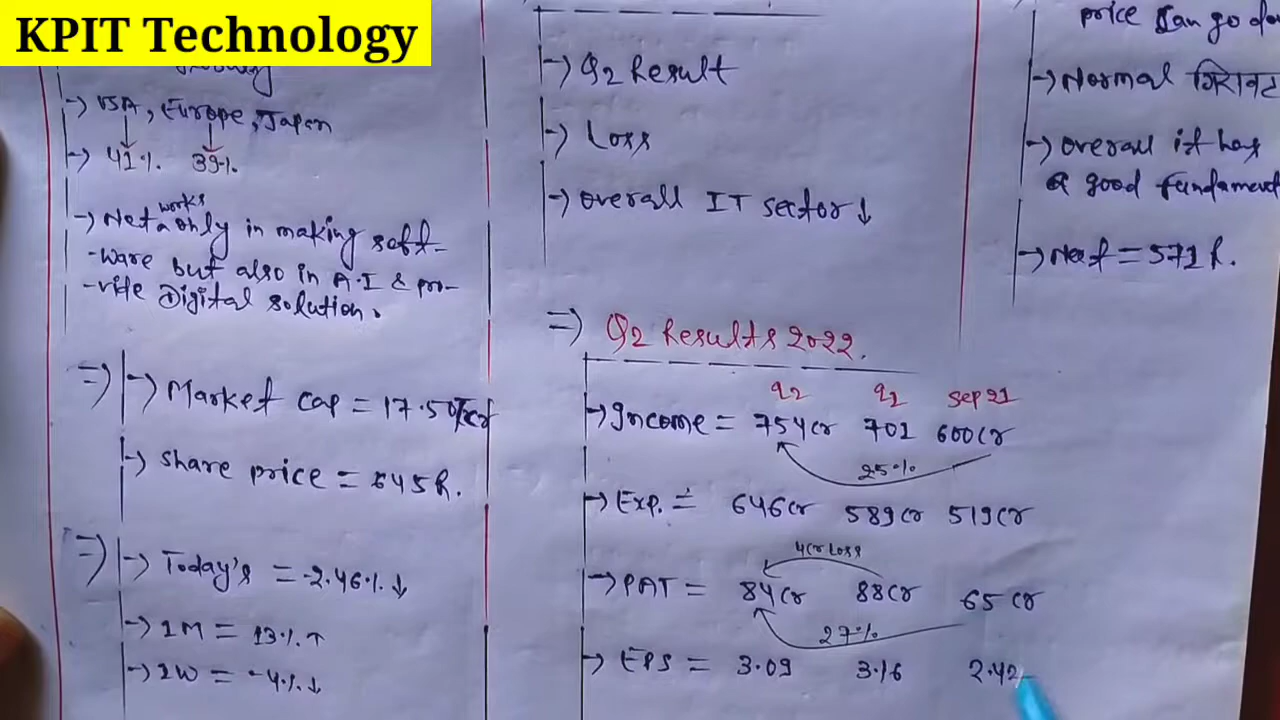 KPIT Technology
→ USA, Europe, Japan
→ 41%. 39%.
works
→ Not only in making soft-
-ware but also in A.I & pro-
-vide Digital solution.
⇒ → Market cap = 17.50Tcr
→ share price = 645R.
⇒ → Today's = -2.46%. ↓
→ 1M = 13%. ↑
→ 1W = -4%. ↓
→ Q2 Result
→ Loss
→ overall IT sector ↓
⇒ Q2 Results 2022.
q2 q1 sep 21
→ Income = 754cr 701 600cr
25%
→ Exp. = 646cr 589cr 519cr
4cr Loss
→ PAT = 84cr 88cr 65cr
27%
→ EPS = 3.09 3.16 2.42
price can go do
→ Normal गिरावट
→ overall it has
a good fundament
→ = 571R.